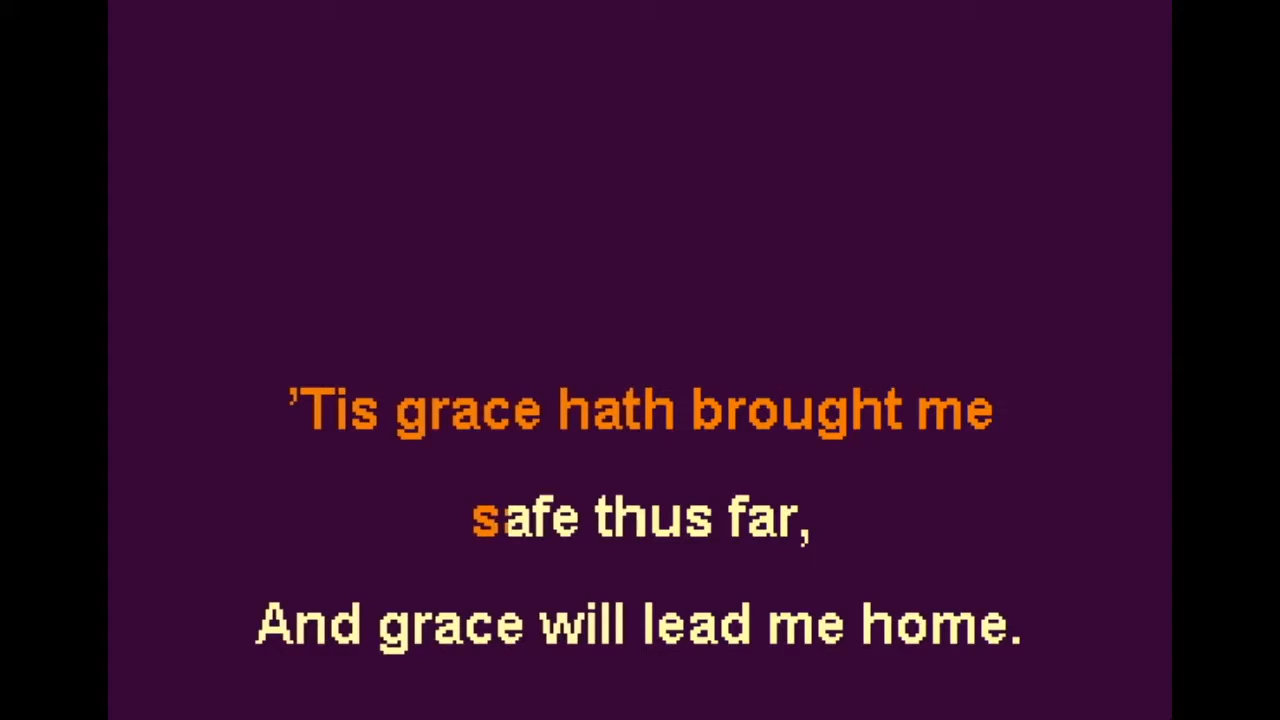 ’Tis grace hath brought me
safe thus far,
And grace will lead me home.